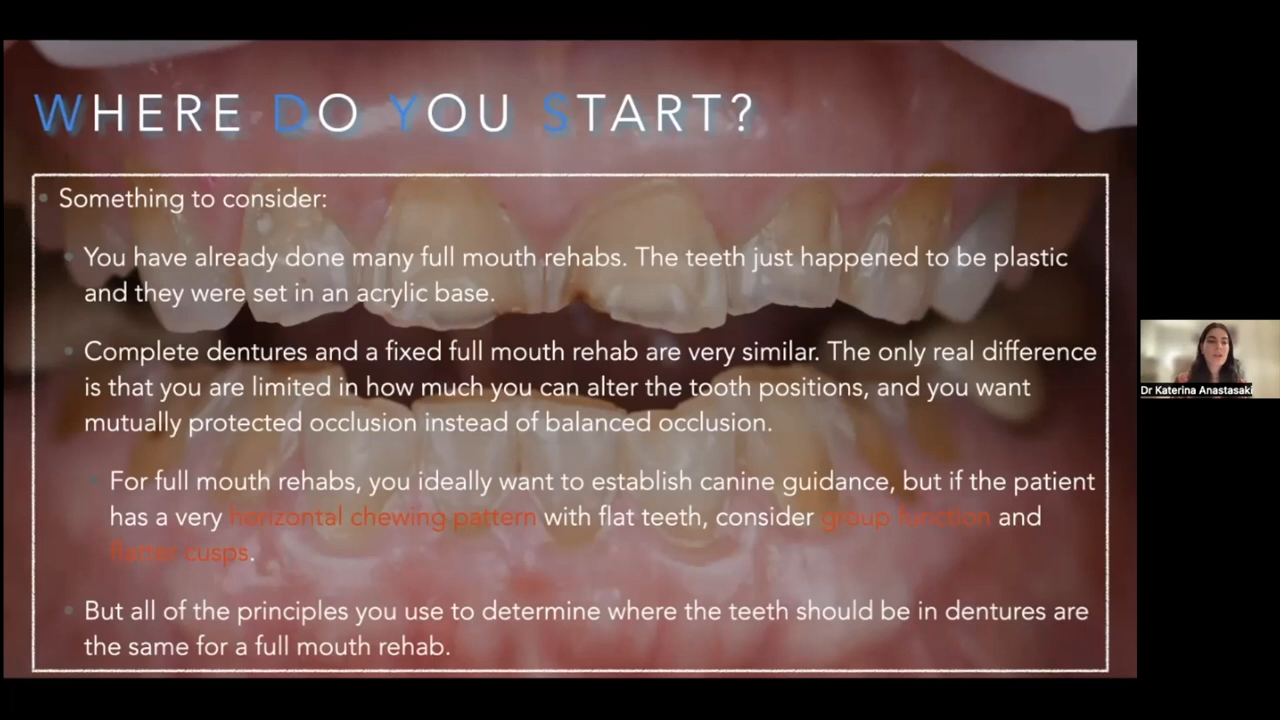 WHERE DO YOU START?
Something to consider:
You have already done many full mouth rehabs. The teeth just happened to be plastic
and they were set in an acrylic base.
Complete dentures and a fixed full mouth rehab are very similar. The only real difference
is that you are limited in how much you can alter the tooth positions, and you want
mutually protected occlusion instead of balanced occlusion.
For full mouth rehabs, you ideally want to establish canine guidance, but if the patient
has a very horizontal chewing pattern with flat teeth, consider group function and
flatter cusps.
But all of the principles you use to determine where the teeth should be in dentures are
the same for a full mouth rehab.
Dr Katerina Anastasaki